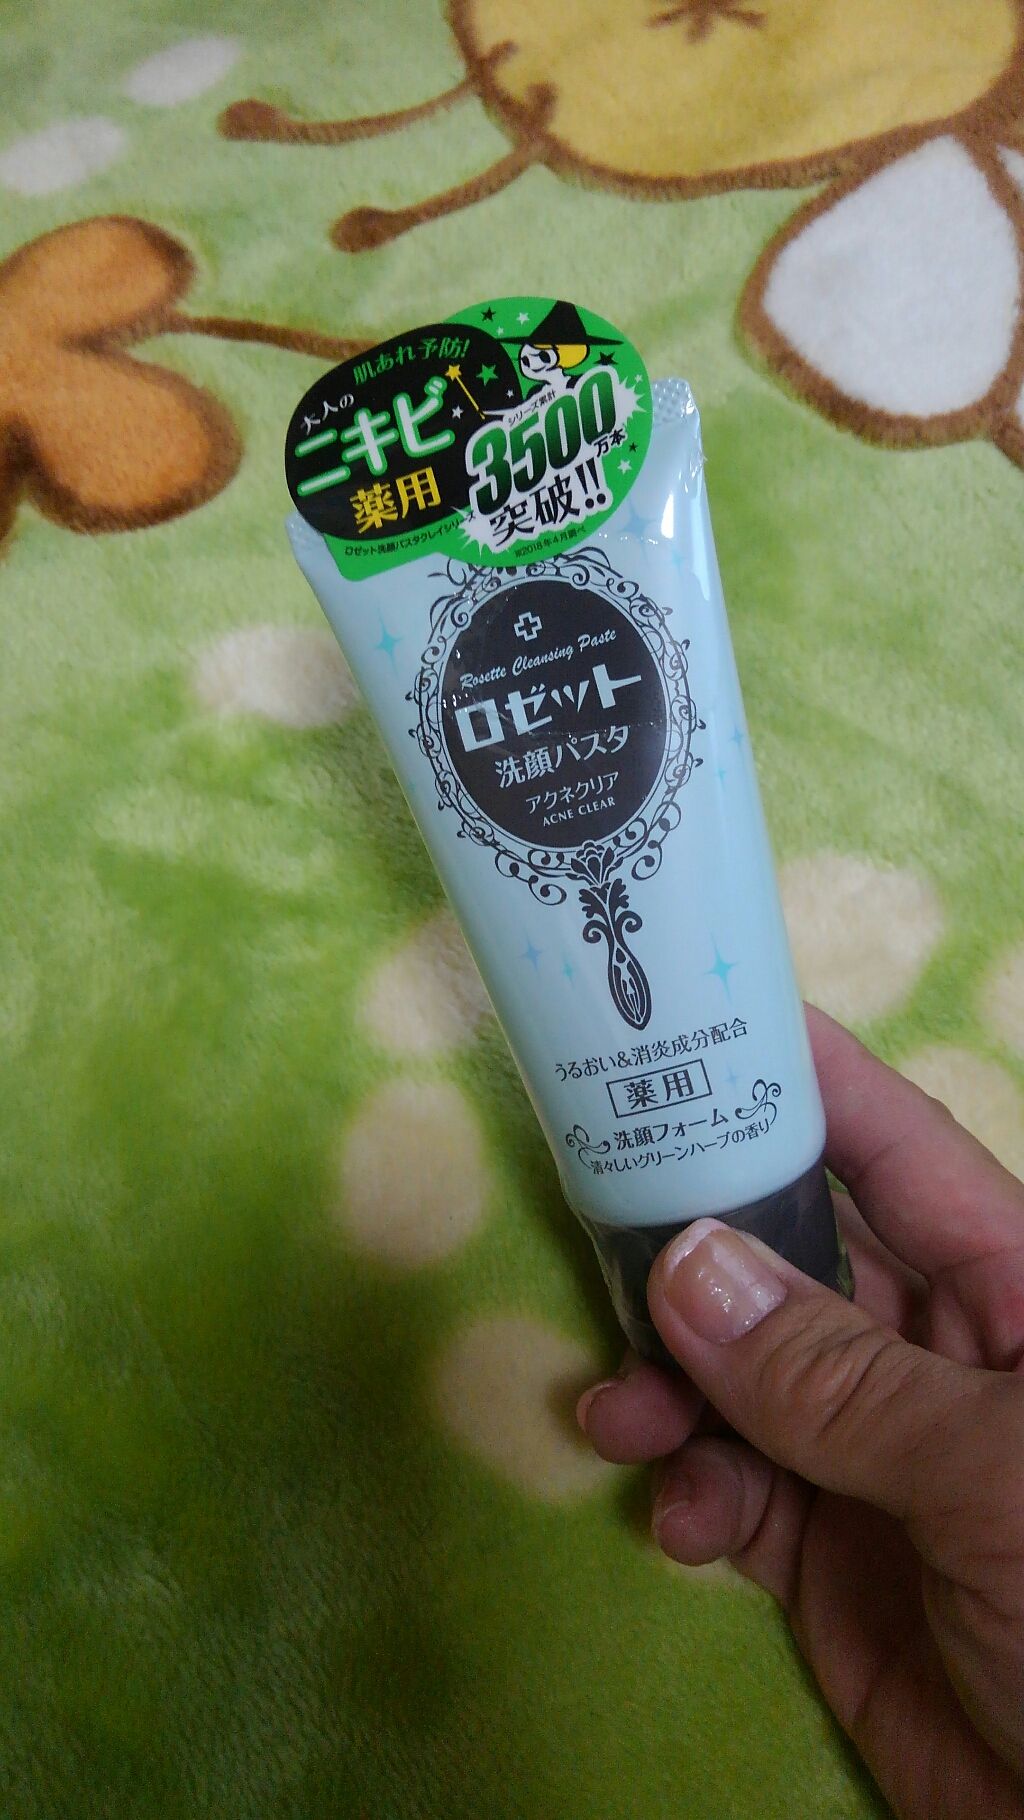 肌あれ予防!
大人の
ニキビ
薬用
シリーズ累計
3500万本
突破!!
ロゼット洗顔パスタクレイシリーズ
※2018年4月調べ
Rosette Cleansing Paste
ロゼット
洗顔パスタ
アクネクリア
ACNE CLEAR
うるおい&消炎成分配合
薬用
洗顔フォーム
清々しいグリーンハーブの香り